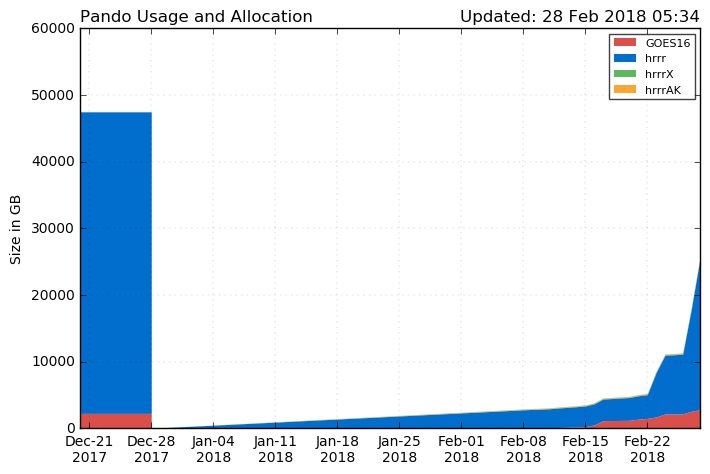 Pando Usage and Allocation
Updated: 28 Feb 2018 05:34
GOES16
hrrr
hrrrX
hrrrAK
Size in GB
60000
50000
40000
30000
20000
10000
0
Dec-21 Dec-28 Jan-04 Jan-11 Jan-18 Jan-25 Feb-01 Feb-08 Feb-15 Feb-22
2017 2017 2018 2018 2018 2018 2018 2018 2018 2018